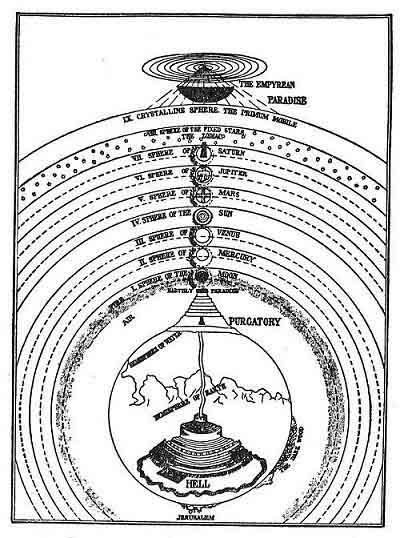 THE EMPYREAN
PARADISE
IX. CRYSTALLINE SPHERE. THE PRIMUM MOBILE
VIII. SPHERE OF THE FIXED STARS
THE ZODIAC
VII. SPHERE OF SATURN
VI. SPHERE OF JUPITER
V. SPHERE OF MARS
IV. SPHERE OF THE SUN
III SPHERE OF VENUS
II. SPHERE OF MERCURY
I. SPHERE OF THE MOON
EARTHLY PARADISE
FIRE
AIR
PURGATORY
HEMISPHERE OF WATER
HEMISPHERE OF EARTH
THE DARK WOOD
HELL
JERUSALEM